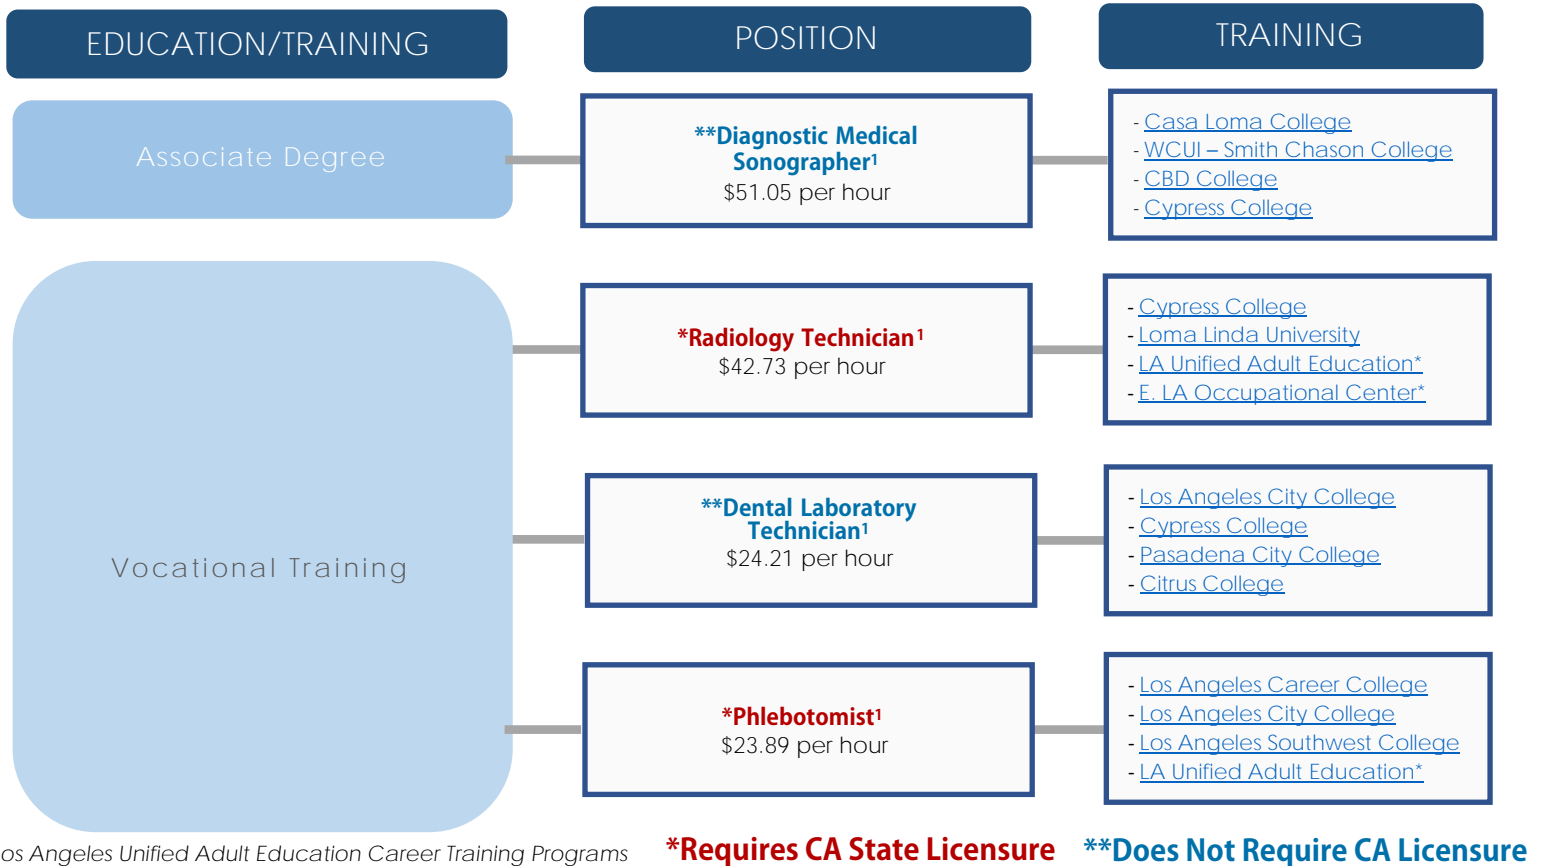 EDUCATION/TRAINING
POSITION
TRAINING
Associate Degree
**Diagnostic Medical
Sonographer¹
$51.05 per hour
- Casa Loma College
- WCUI – Smith Chason College
- CBD College
- Cypress College
Vocational Training
*Radiology Technician¹
$42.73 per hour
- Cypress College
- Loma Linda University
- LA Unified Adult Education*
- E. LA Occupational Center*
**Dental Laboratory
Technician¹
$24.21 per hour
- Los Angeles City College
- Cypress College
- Pasadena City College
- Citrus College
*Phlebotomist¹
$23.89 per hour
- Los Angeles Career College
- Los Angeles City College
- Los Angeles Southwest College
- LA Unified Adult Education*
os Angeles Unified Adult Education Career Training Programs
*Requires CA State Licensure
**Does Not Require CA Licensure